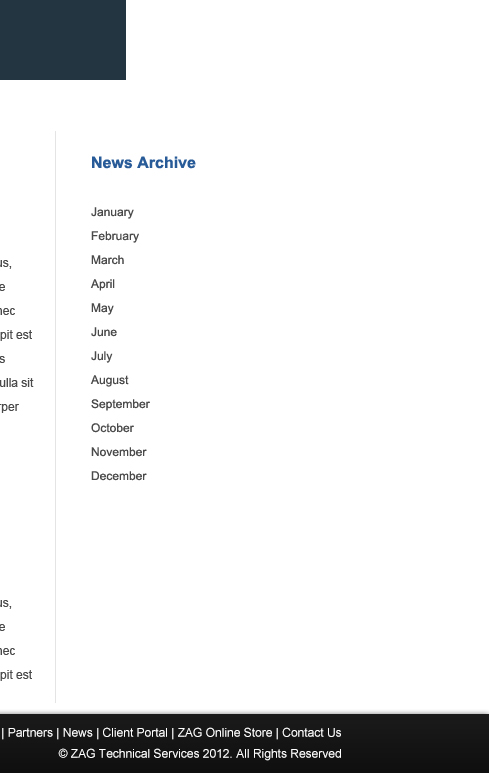 News Archive
January
February
March
April
May
June
July
August
September
October
November
December
us,
e
nec
pit est
s
ulla sit
rper
us,
e
nec
pit est
| Partners | News | Client Portal | ZAG Online Store | Contact Us
© ZAG Technical Services 2012. All Rights Reserved